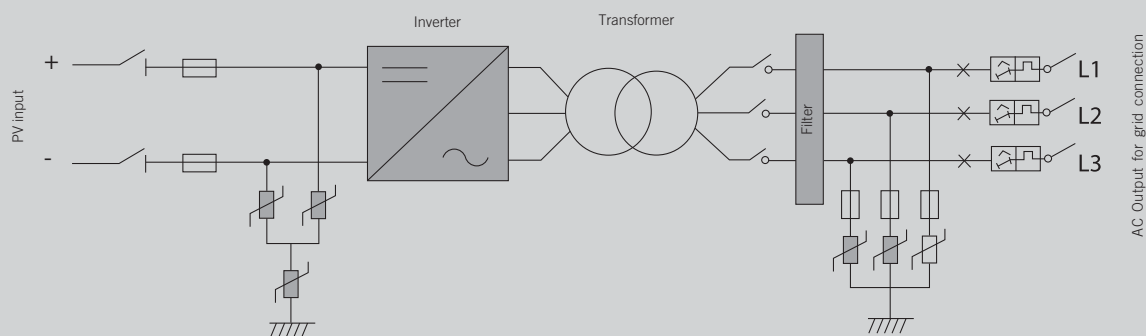 Inverter
Transformer
PV input
+
-
Filter
L1
L2
L3
AC Output for grid connection